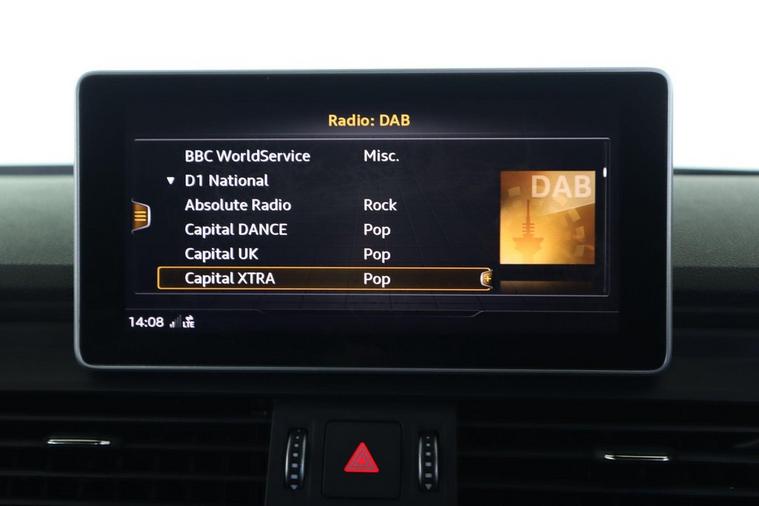 Radio: DAB
BBC WorldService Misc.
D1 National
Absolute Radio Rock
Capital DANCE Pop
Capital UK Pop
Capital XTRA Pop
DAB
14:08 LTE